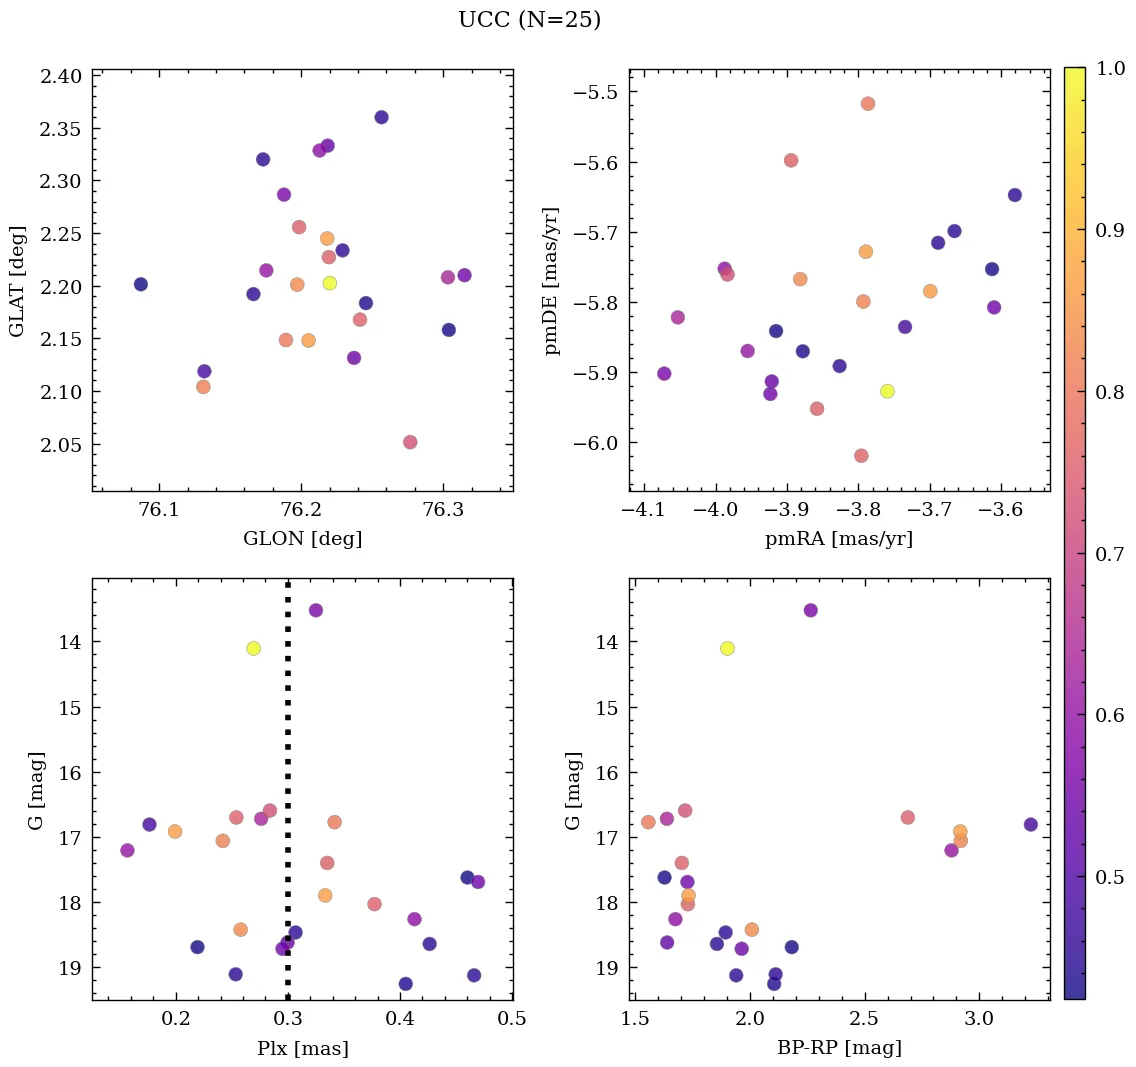 UCC (N=25)
2.40
2.35
2.30
2.25
2.20
2.15
2.10
2.05
GLAT [deg]
76.1 76.2 76.3
GLON [deg]
−5.5
−5.6
−5.7
−5.8
−5.9
−6.0
pmDE [mas/yr]
−4.1 −4.0 −3.9 −3.8 −3.7 −3.6
pmRA [mas/yr]
14
15
16
17
18
19
G [mag]
0.2 0.3 0.4 0.5
Plx [mas]
14
15
16
17
18
19
G [mag]
1.5 2.0 2.5 3.0
BP-RP [mag]
1.0
0.9
0.8
0.7
0.6
0.5